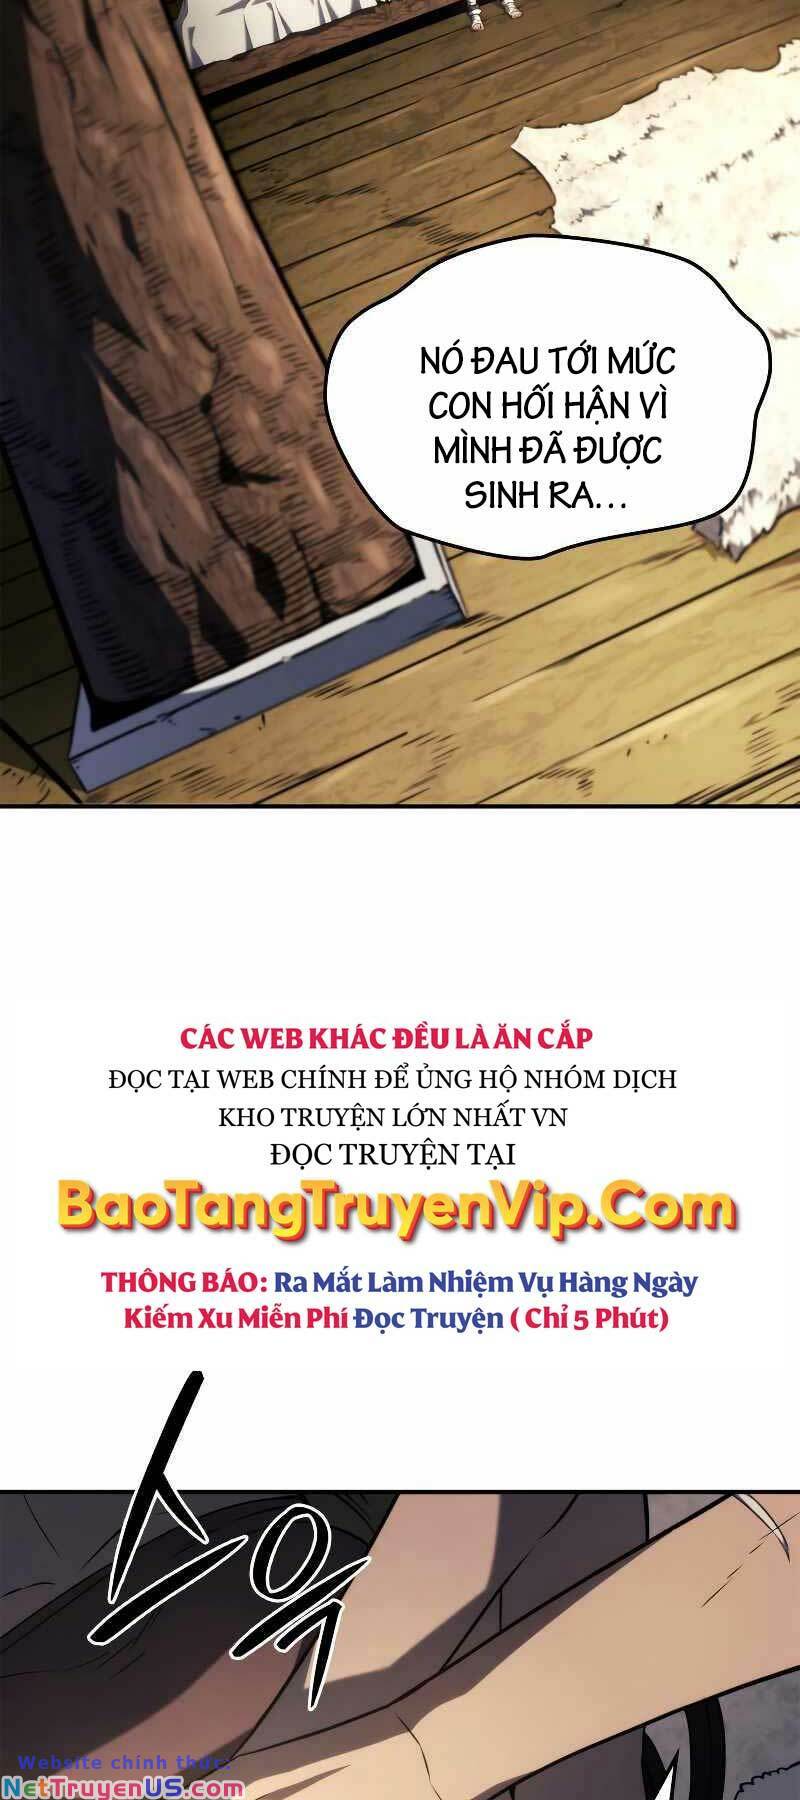 NÓ ĐAU TỚI MỨC
CON HỐI HẬN VÌ
MÌNH ĐÃ ĐƯỢC
SINH RA...
CÁC WEB KHÁC ĐỀU LÀ ĂN CẮP
ĐỌC TẠI WEB CHÍNH ĐỂ ỦNG HỘ NHÓM DỊCH
KHO TRUYỆN LỚN NHẤT VN
ĐỌC TRUYỆN TẠI
BaoTangTruyenVip.Com
THÔNG BÁO: Ra Mắt Làm Nhiệm Vụ Hàng Ngày
Kiếm Xu Miễn Phí Đọc Truyện ( Chỉ 5 Phút)
스윽
Website chính thức:
NetTruyenUS.com